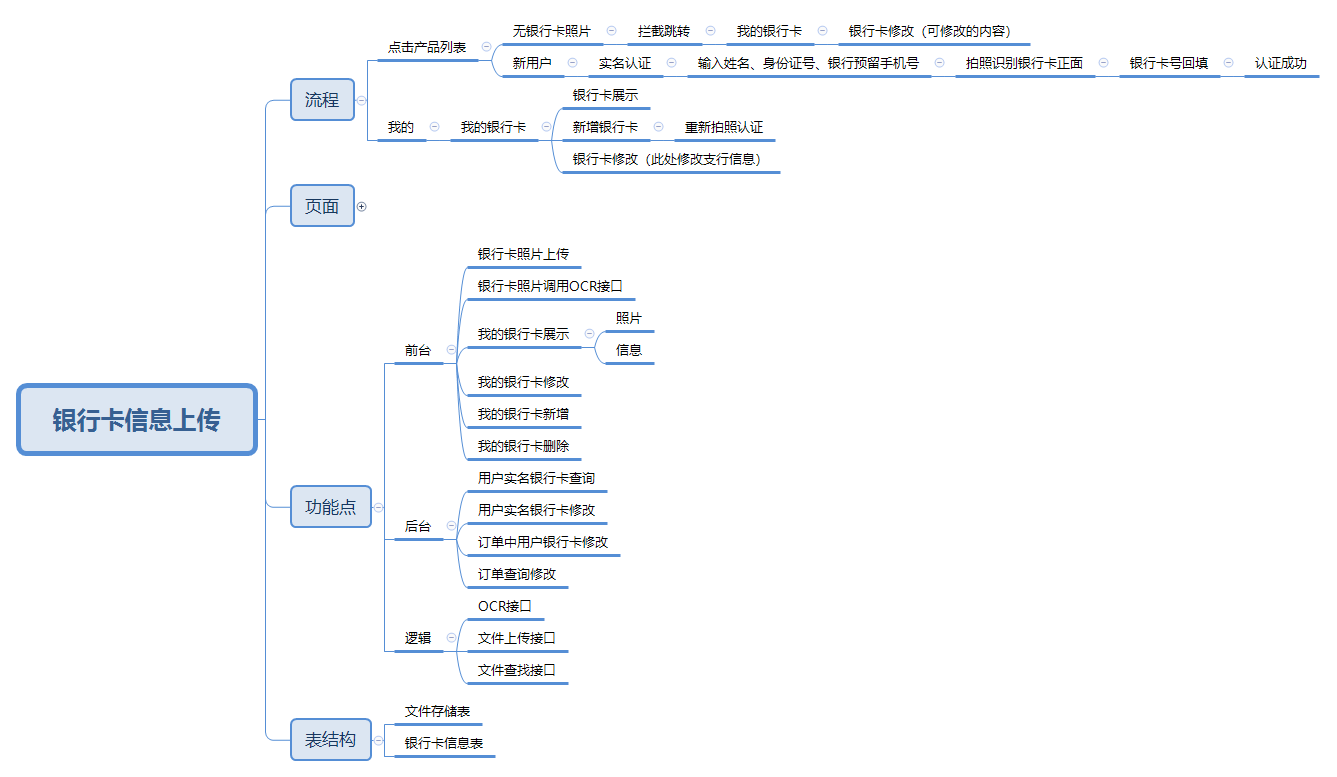 银行卡信息上传
流程
点击产品列表
无银行卡照片
拦截跳转
我的银行卡
银行卡修改（可修改的内容）
新用户
实名认证
输入姓名、身份证号、银行预留手机号
拍照识别银行卡正面
银行卡号回填
认证成功
我的
我的银行卡
银行卡展示
新增银行卡
重新拍照认证
银行卡修改（此处修改支行信息）
页面
功能点
前台
银行卡照片上传
银行卡照片调用OCR接口
我的银行卡展示
照片
信息
我的银行卡修改
我的银行卡新增
我的银行卡删除
后台
用户实名银行卡查询
用户实名银行卡修改
订单中用户银行卡修改
订单查询修改
逻辑
OCR接口
文件上传接口
文件查找接口
表结构
文件存储表
银行卡信息表